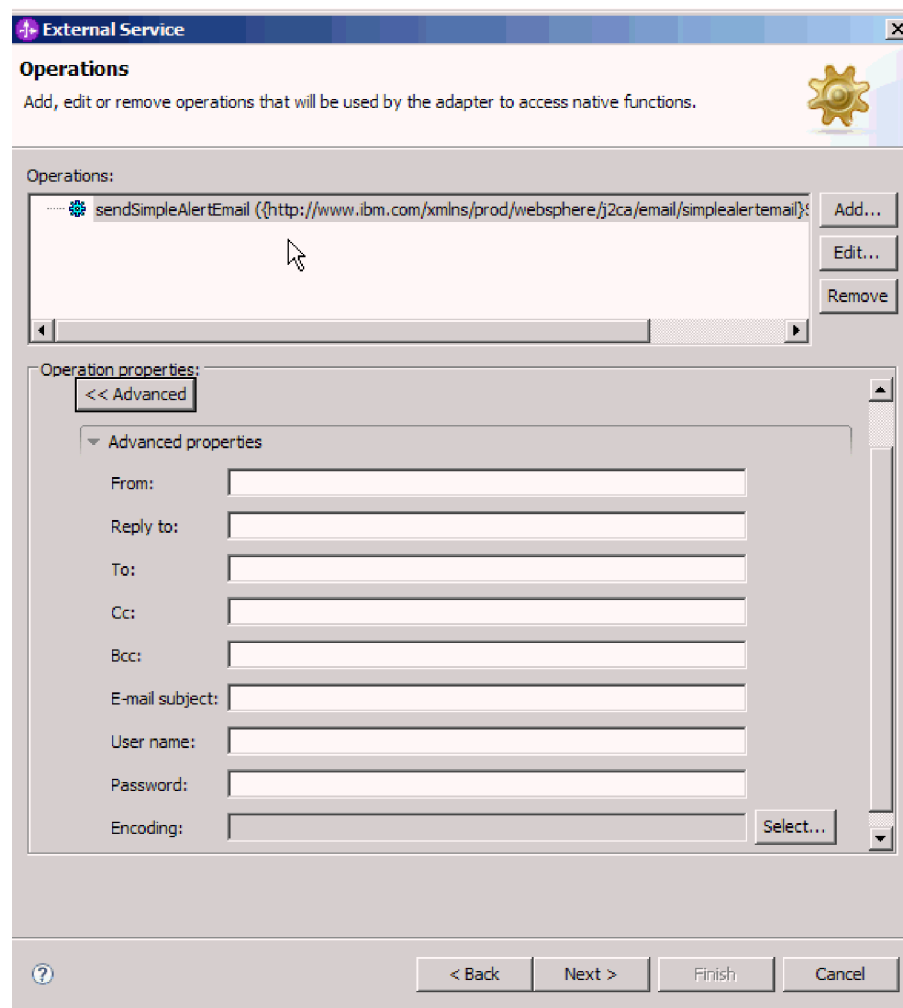 External Service
Operations
Add, edit or remove operations that will be used by the adapter to access native functions.
Operations:
sendSimpleAlertEmail ({http://www.ibm.com/xmlns/prod/websphere/j2ca/email/simplealertemail}S
Add...
Edit...
Remove
Operation properties:
<< Advanced
Advanced properties
From:
Reply to:
To:
Cc:
Bcc:
E-mail subject:
User name:
Password:
Encoding:
Select...
?
< Back
Next >
Finish
Cancel